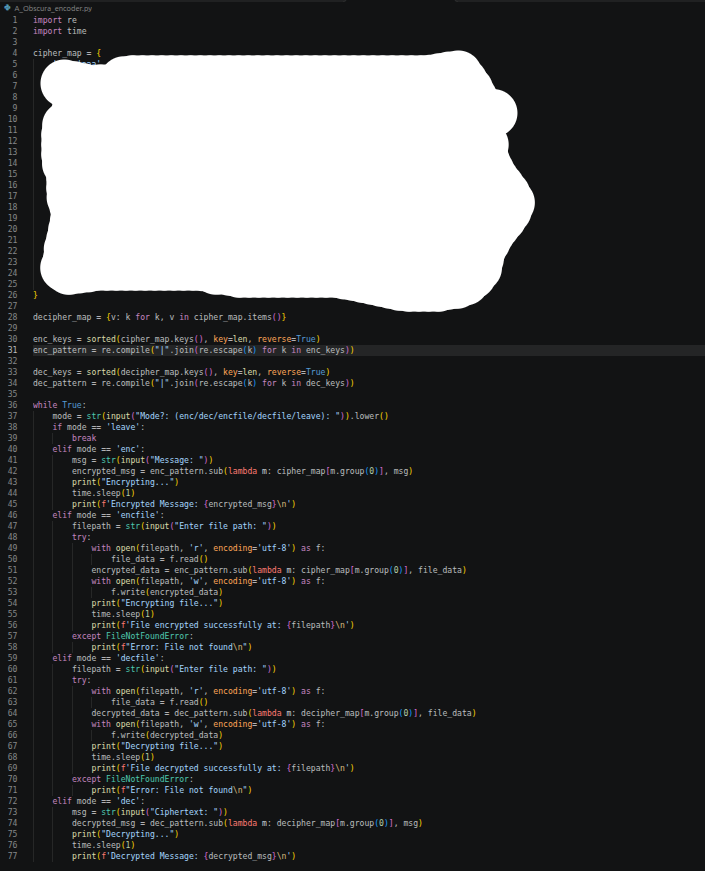 A_Obscura_encoder.py
1 import re
2 import time
3
4 cipher_map = {
5
6
7
8
9
10
11
12
13
14
15
16
17
18
19
20
21
22
23
24
25
26 }
27
28 decipher_map = {v: k for k, v in cipher_map.items()}
29
30 enc_keys = sorted(cipher_map.keys(), key=len, reverse=True)
31 enc_pattern = re.compile("|".join(re.escape(k) for k in enc_keys))
32
33 dec_keys = sorted(decipher_map.keys(), key=len, reverse=True)
34 dec_pattern = re.compile("|".join(re.escape(k) for k in dec_keys))
35
36 while True:
37     mode = str(input("Mode?: (enc/dec/encfile/decfile/leave): ")).lower()
38     if mode == 'leave':
39         break
40     elif mode == 'enc':
41         msg = str(input("Message: "))
42         encrypted_msg = enc_pattern.sub(lambda m: cipher_map[m.group(0)], msg)
43         print("Encrypting...")
44         time.sleep(1)
45         print(f'Encrypted Message: {encrypted_msg}\n')
46     elif mode == 'encfile':
47         filepath = str(input("Enter file path: "))
48         try:
49             with open(filepath, 'r', encoding='utf-8') as f:
50                 file_data = f.read()
51             encrypted_data = enc_pattern.sub(lambda m: cipher_map[m.group(0)], file_data)
52             with open(filepath, 'w', encoding='utf-8') as f:
53                 f.write(encrypted_data)
54             print("Encrypting file...")
55             time.sleep(1)
56             print(f'File encrypted successfully at: {filepath}\n')
57         except FileNotFoundError:
58             print(f"Error: File not found\n")
59     elif mode == 'decfile':
60         filepath = str(input("Enter file path: "))
61         try:
62             with open(filepath, 'r', encoding='utf-8') as f:
63                 file_data = f.read()
64             decrypted_data = dec_pattern.sub(lambda m: decipher_map[m.group(0)], file_data)
65             with open(filepath, 'w', encoding='utf-8') as f:
66                 f.write(decrypted_data)
67             print("Decrypting file...")
68             time.sleep(1)
69             print(f'File decrypted successfully at: {filepath}\n')
70         except FileNotFoundError:
71             print(f"Error: File not found\n")
72     elif mode == 'dec':
73         msg = str(input("Ciphertext: "))
74         decrypted_msg = dec_pattern.sub(lambda m: decipher_map[m.group(0)], msg)
75         print("Decrypting...")
76         time.sleep(1)
77         print(f'Decrypted Message: {decrypted_msg}\n')